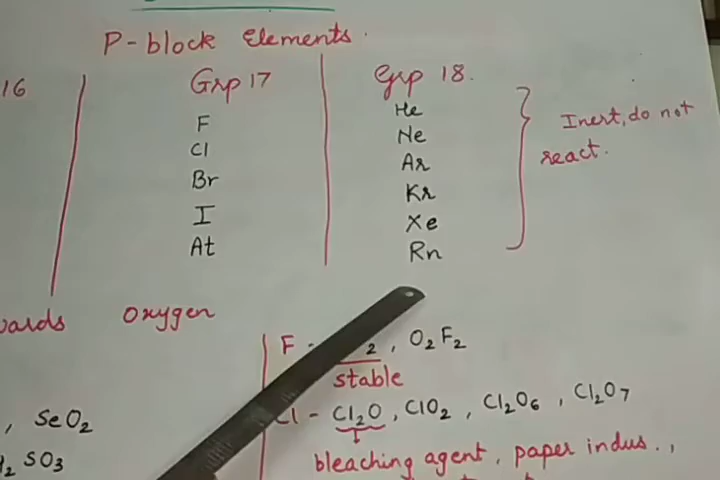 P-block Elements.
16
Grp 17
Grp 18.
F
Cl
Br
I
At
He
Ne
Ar
Kr
Xe
Rn
Inert, do not
react.
Oxygen
F - , O2F2
stable
Cl - Cl2O, ClO2, Cl2O6, Cl2O7
bleaching agent, paper indus.,
, SeO2
SO3